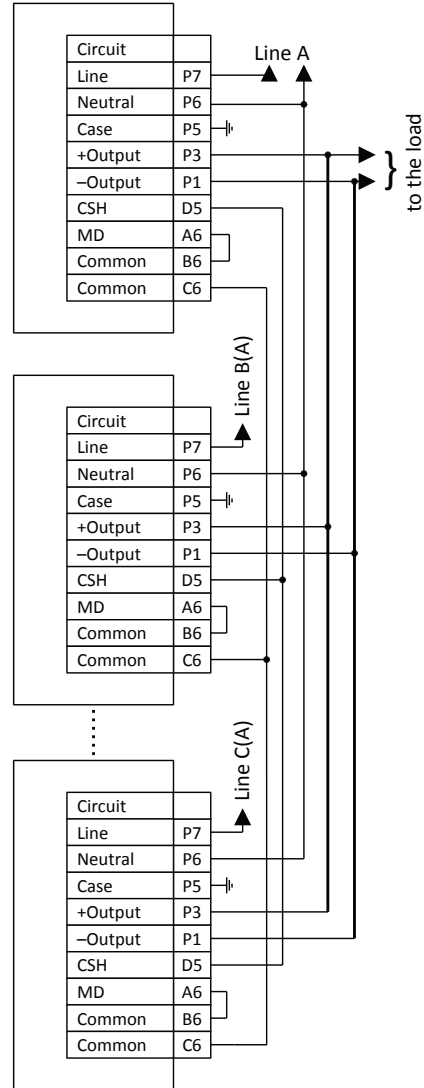 Circuit
Line P7
Neutral P6
Case P5
+Output P3
–Output P1
CSH D5
MD A6
Common B6
Common C6
Line A
}
to the load
Circuit
Line P7
Neutral P6
Case P5
+Output P3
–Output P1
CSH D5
MD A6
Common B6
Common C6
Line B(A)
Circuit
Line P7
Neutral P6
Case P5
+Output P3
–Output P1
CSH D5
MD A6
Common B6
Common C6
Line C(A)